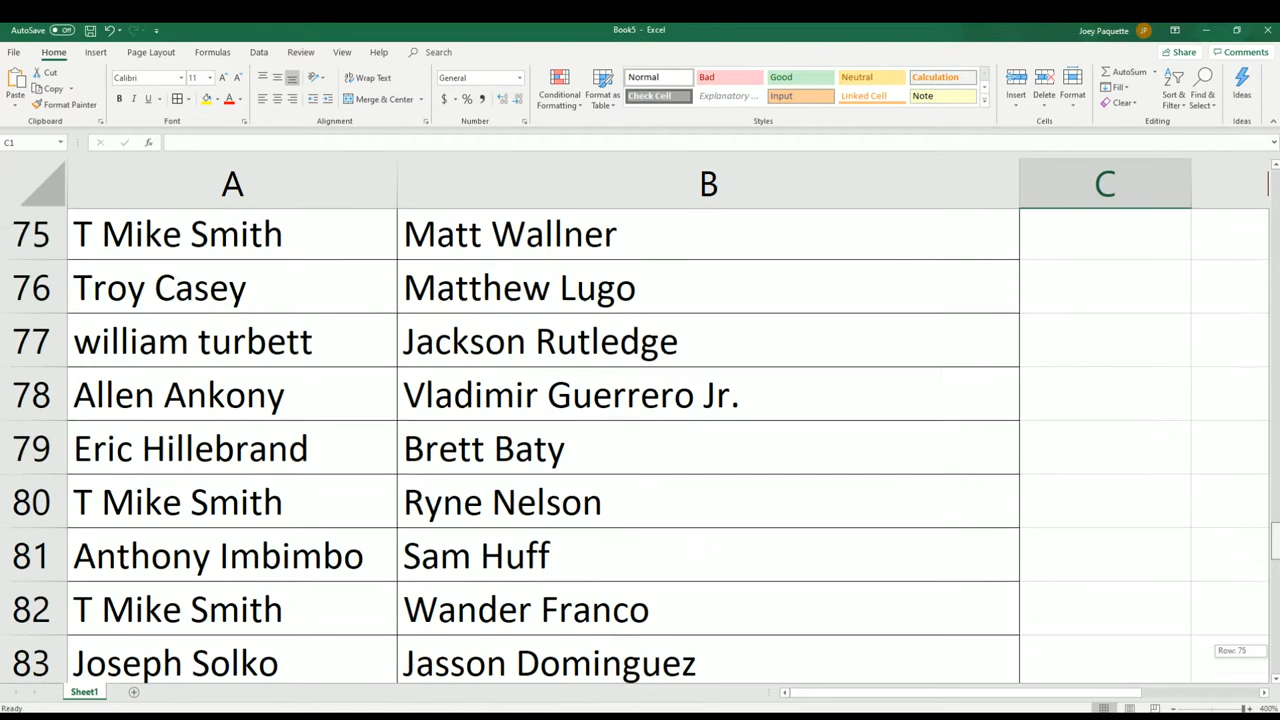 AutoSave Off Book5 - Excel Joey Paquette JP
File Home Insert Page Layout Formulas Data Review View Help Search Share Comments
Paste Cut Copy Format Painter Clipboard
Calibri 11 A A B I U A Font
Wrap Text Merge & Center Alignment
General $ % , Number
Conditional Formatting Format as Table
Normal Bad Good Neutral Calculation
Check Cell Explanatory ... Input Linked Cell Note
Styles
Insert Delete Format Cells
AutoSum Fill Clear Sort & Filter Find & Select Editing
Ideas Ideas
C1 fx
A B C
75 T Mike Smith Matt Wallner
76 Troy Casey Matthew Lugo
77 william turbett Jackson Rutledge
78 Allen Ankony Vladimir Guerrero Jr.
79 Eric Hillebrand Brett Baty
80 T Mike Smith Ryne Nelson
81 Anthony Imbimbo Sam Huff
82 T Mike Smith Wander Franco
83 Joseph Solko Jasson Dominguez
Row: 75
Sheet1
Ready 400%